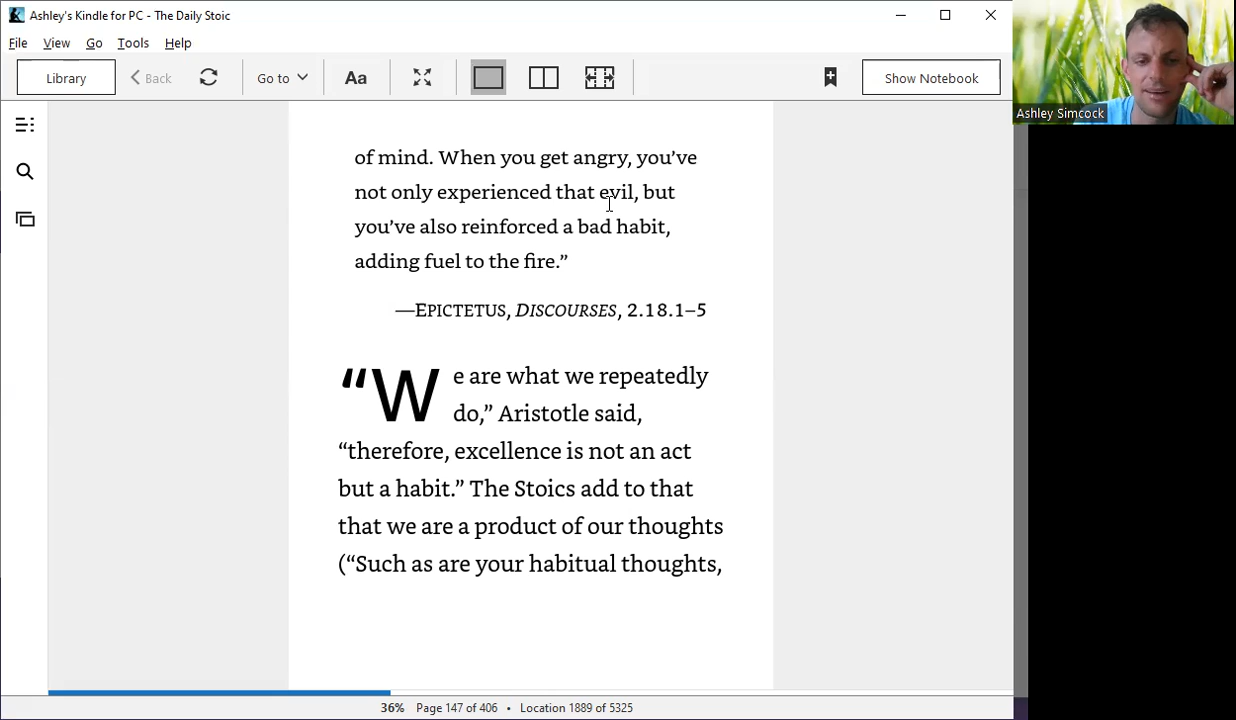 Ashley's Kindle for PC - The Daily Stoic
File View Go Tools Help
Library Back Go to Aa Show Notebook
Ashley Simcock
of mind. When you get angry, you’ve
not only experienced that evil, but
you’ve also reinforced a bad habit,
adding fuel to the fire.”
—EPICTETUS, DISCOURSES, 2.18.1–5
“We are what we repeatedly
do,” Aristotle said,
“therefore, excellence is not an act
but a habit.” The Stoics add to that
that we are a product of our thoughts
(“Such as are your habitual thoughts,
36% Page 147 of 406 • Location 1889 of 5325